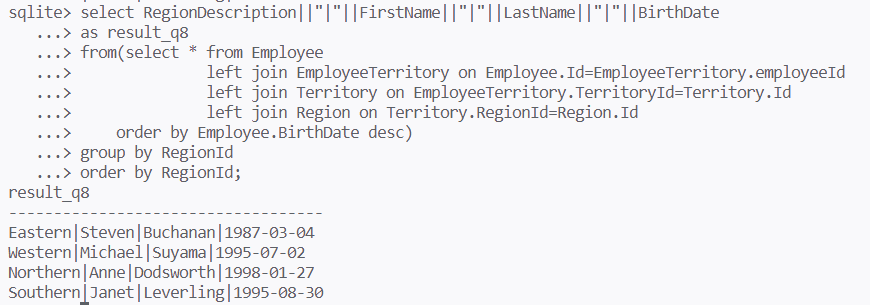 sqlite> select RegionDescription||"|"||FirstName||"|"||LastName||"|"||BirthDate
   ...> as result_q8
   ...> from(select * from Employee
   ...>               left join EmployeeTerritory on Employee.Id=EmployeeTerritory.employeeId
   ...>               left join Territory on EmployeeTerritory.TerritoryId=Territory.Id
   ...>               left join Region on Territory.RegionId=Region.Id
   ...>     order by Employee.BirthDate desc)
   ...> group by RegionId
   ...> order by RegionId;
result_q8
----------------------------------
Eastern|Steven|Buchanan|1987-03-04
Western|Michael|Suyama|1995-07-02
Northern|Anne|Dodsworth|1998-01-27
Southern|Janet|Leverling|1995-08-30